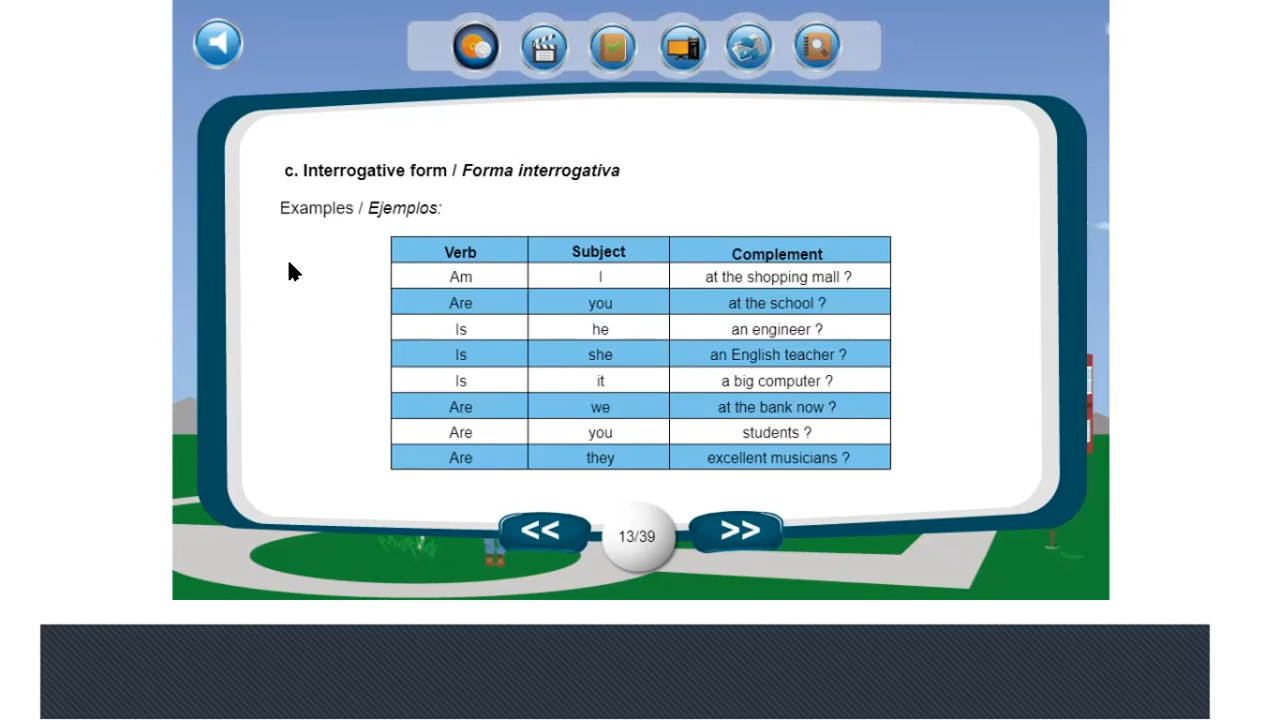 c. Interrogative form / Forma interrogativa
Examples / Ejemplos:
Verb Subject Complement
Am I at the shopping mall ?
Are you at the school ?
Is he an engineer ?
Is she an English teacher ?
Is it a big computer ?
Are we at the bank now ?
Are you students ?
Are they excellent musicians ?
<< 13/39 >>